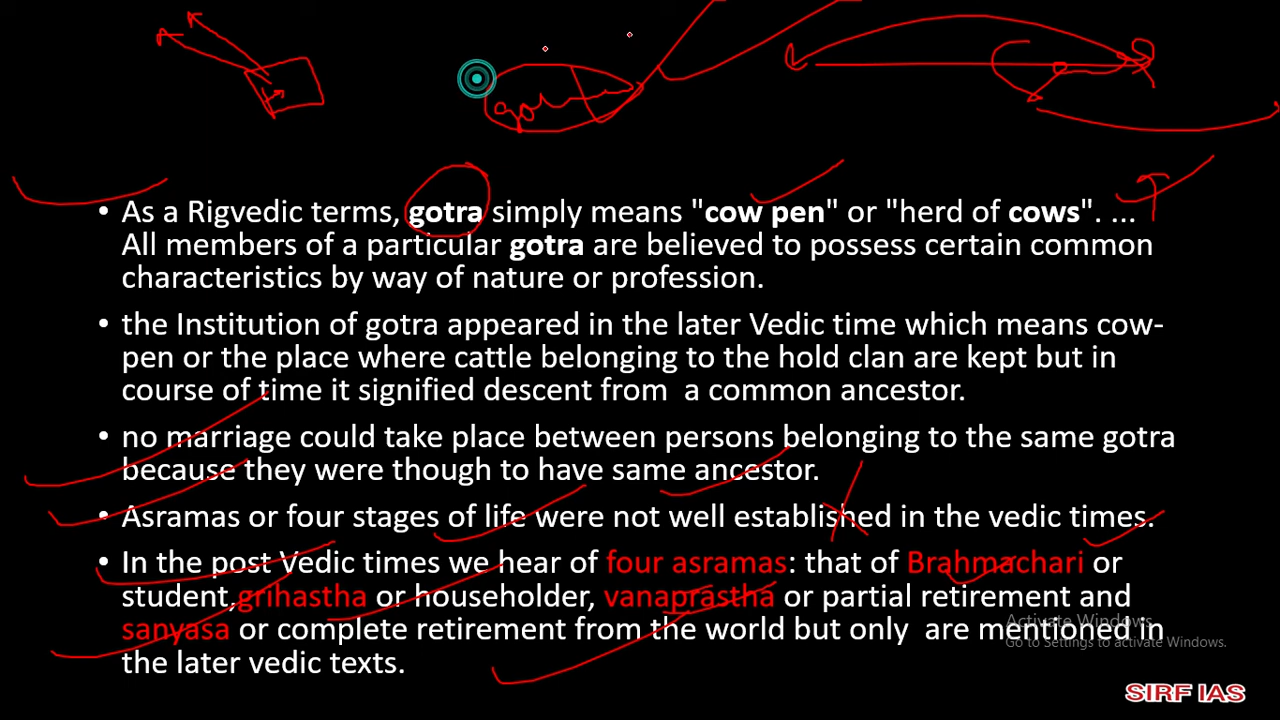 gotra
• As a Rigvedic terms, gotra simply means "cow pen" or "herd of cows". ...
All members of a particular gotra are believed to possess certain common
characteristics by way of nature or profession.
• the Institution of gotra appeared in the later Vedic time which means cow-
pen or the place where cattle belonging to the hold clan are kept but in
course of time it signified descent from a common ancestor.
• no marriage could take place between persons belonging to the same gotra
because they were though to have same ancestor.
• Asramas or four stages of life were not well established in the vedic times.
• In the post Vedic times we hear of four asramas: that of Brahmachari or
student,grihastha or householder, vanaprastha or partial retirement and
sanyasa or complete retirement from the world but only are mentioned in
the later vedic texts.
Activate Windows
Go to Settings to activate Windows.
SIRF IAS